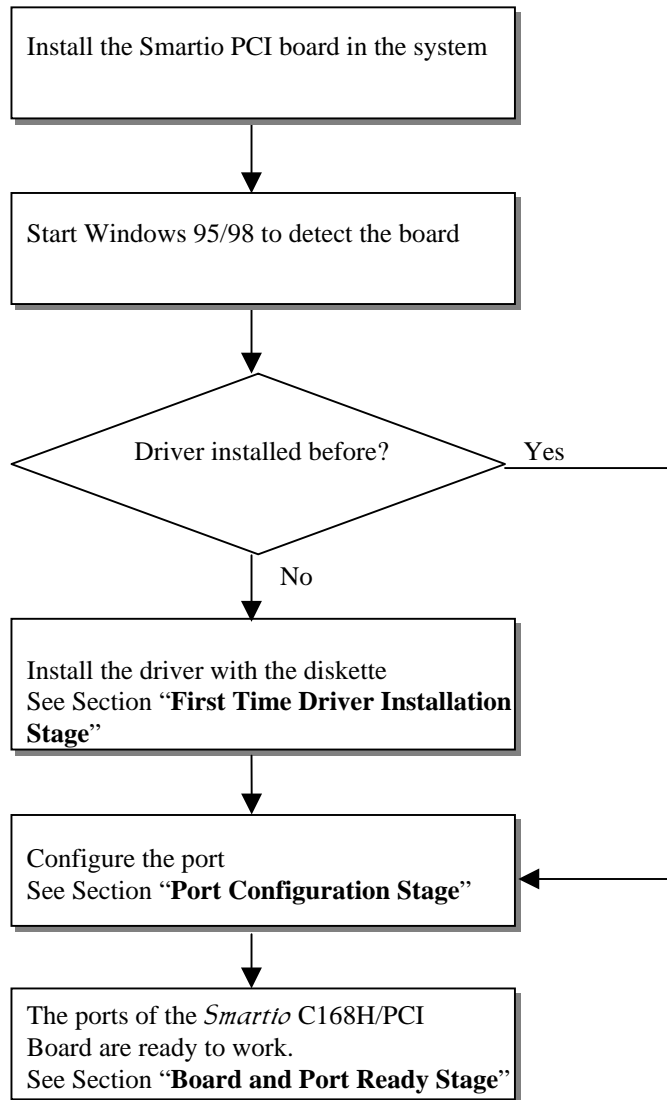 Install the Smartio PCI board in the system
Start Windows 95/98 to detect the board
Driver installed before?
Yes
No
Install the driver with the diskette
See Section “First Time Driver Installation
Stage”
Configure the port
See Section “Port Configuration Stage”
The ports of the Smartio C168H/PCI
Board are ready to work.
See Section “Board and Port Ready Stage”